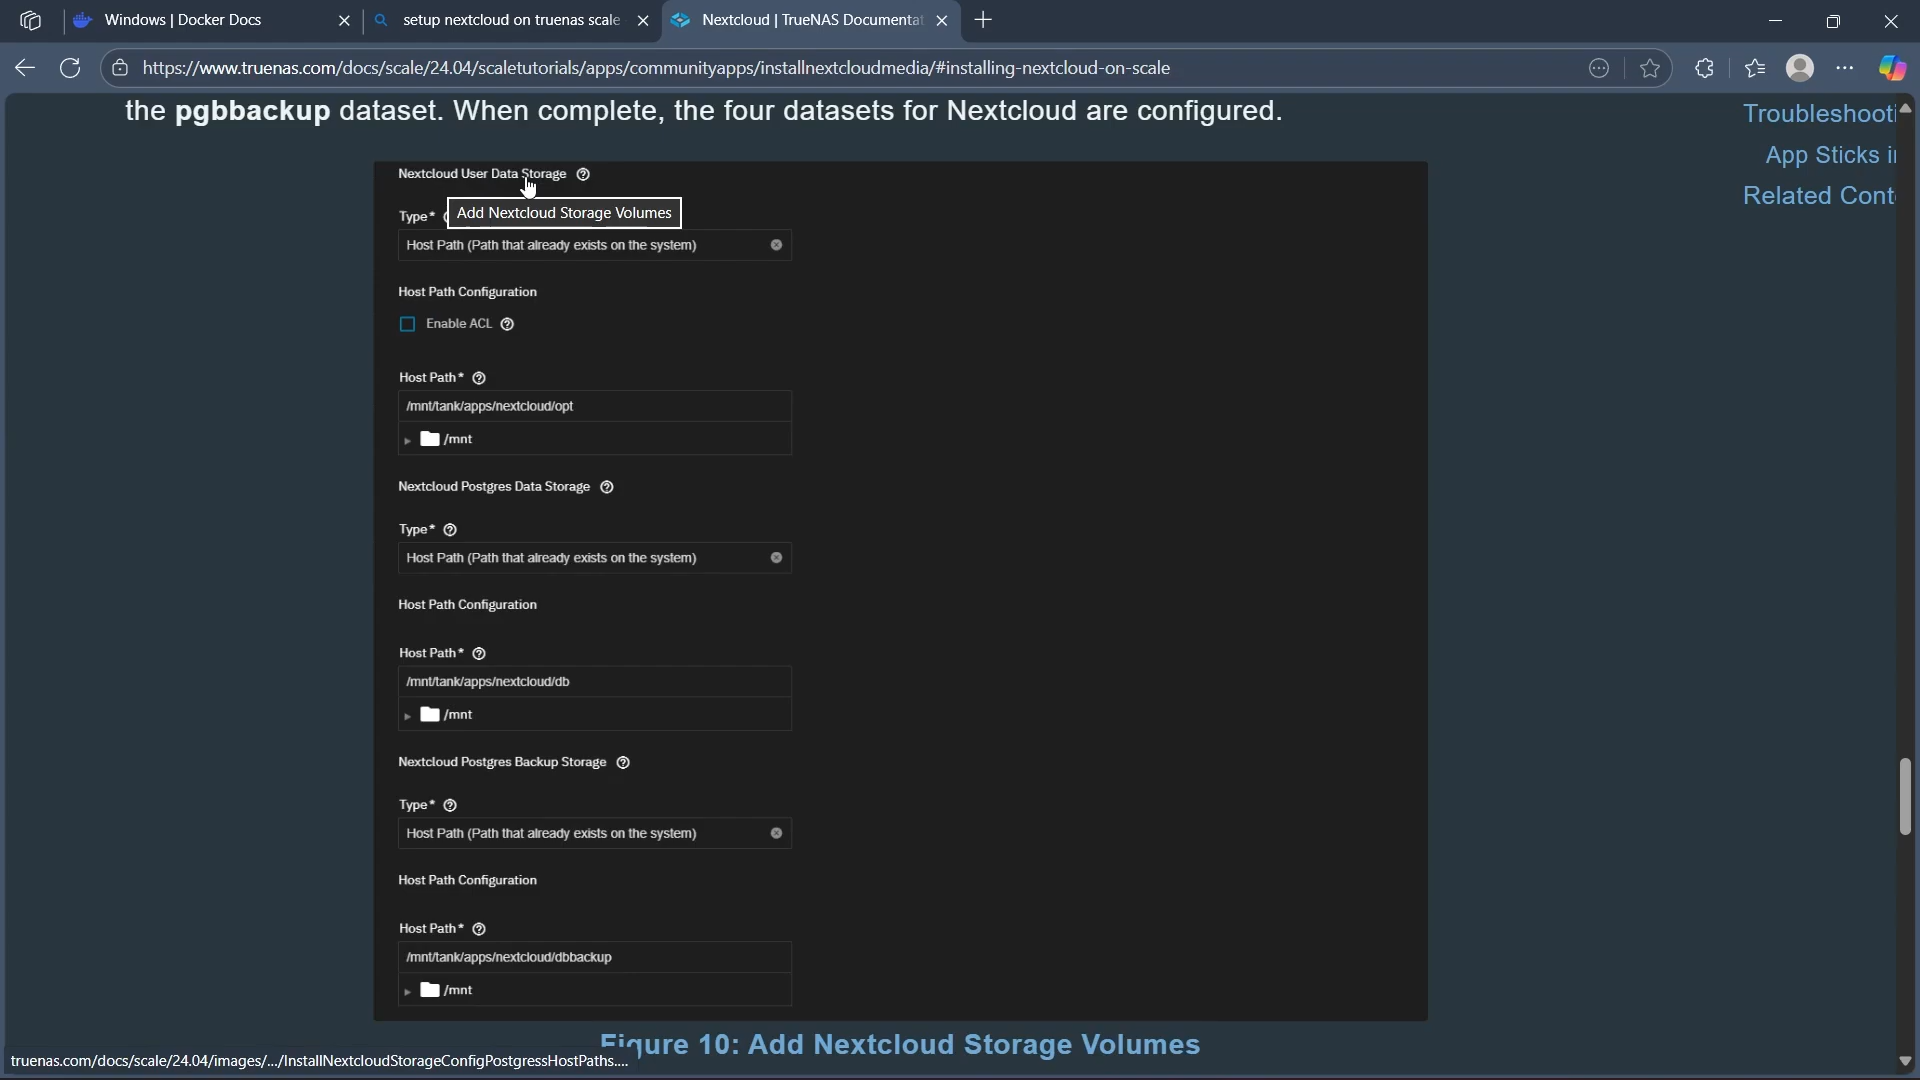 Windows | Docker Docs
setup nextcloud on truenas scale
Nextcloud | TrueNAS Documentat
https://www.truenas.com/docs/scale/24.04/scaletutorials/apps/communityapps/installnextcloudmedia/#installing-nextcloud-on-scale
the pgbbackup dataset. When complete, the four datasets for Nextcloud are configured.
Troubleshooti
App Sticks i
Related Cont
Nextcloud User Data Storage
Type*
Add Nextcloud Storage Volumes
Host Path (Path that already exists on the system)
Host Path Configuration
Enable ACL
Host Path*
/mnt/tank/apps/nextcloud/opt
/mnt
Nextcloud Postgres Data Storage
Type*
Host Path (Path that already exists on the system)
Host Path Configuration
Host Path*
/mnt/tank/apps/nextcloud/db
/mnt
Nextcloud Postgres Backup Storage
Type*
Host Path (Path that already exists on the system)
Host Path Configuration
Host Path*
/mnt/tank/apps/nextcloud/dbbackup
/mnt
Figure 10: Add Nextcloud Storage Volumes
truenas.com/docs/scale/24.04/images/.../InstallNextcloudStorageConfigPostgressHostPaths....